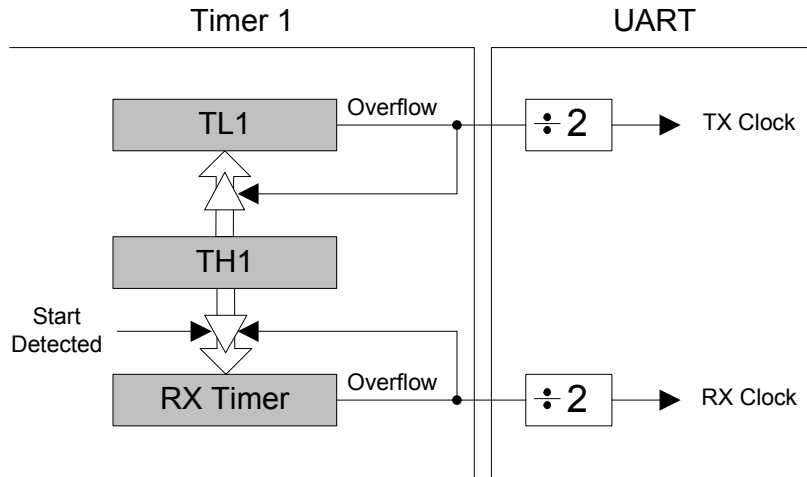 Timer 1
UART
TL1
Overflow
÷ 2
TX Clock
TH1
Start
Detected
RX Timer
Overflow
÷ 2
RX Clock